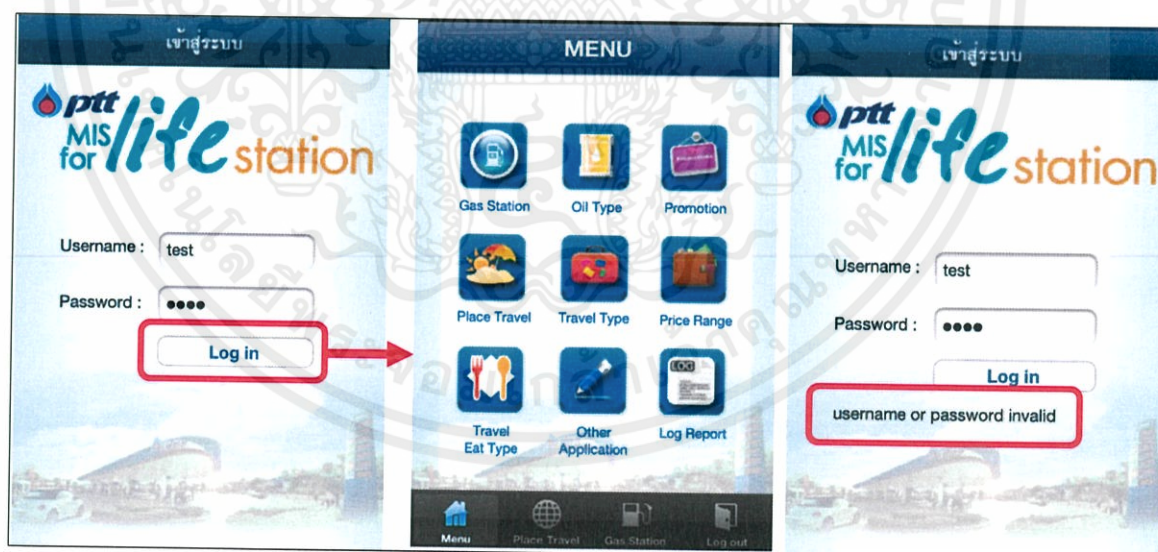 เข้าสู่ระบบ
ptt
MIS
for life station
Username : test
Password : ••••
Log in
MENU
Gas Station
Oil Type
Promotion
Place Travel
Travel Type
Price Range
LOG
Travel
Eat Type
Other
Application
Log Report
Menu
Place Travel
Gas Station
Log out
เข้าสู่ระบบ
ptt
MIS
for life station
Username : test
Password : ••••
Log in
username or password invalid